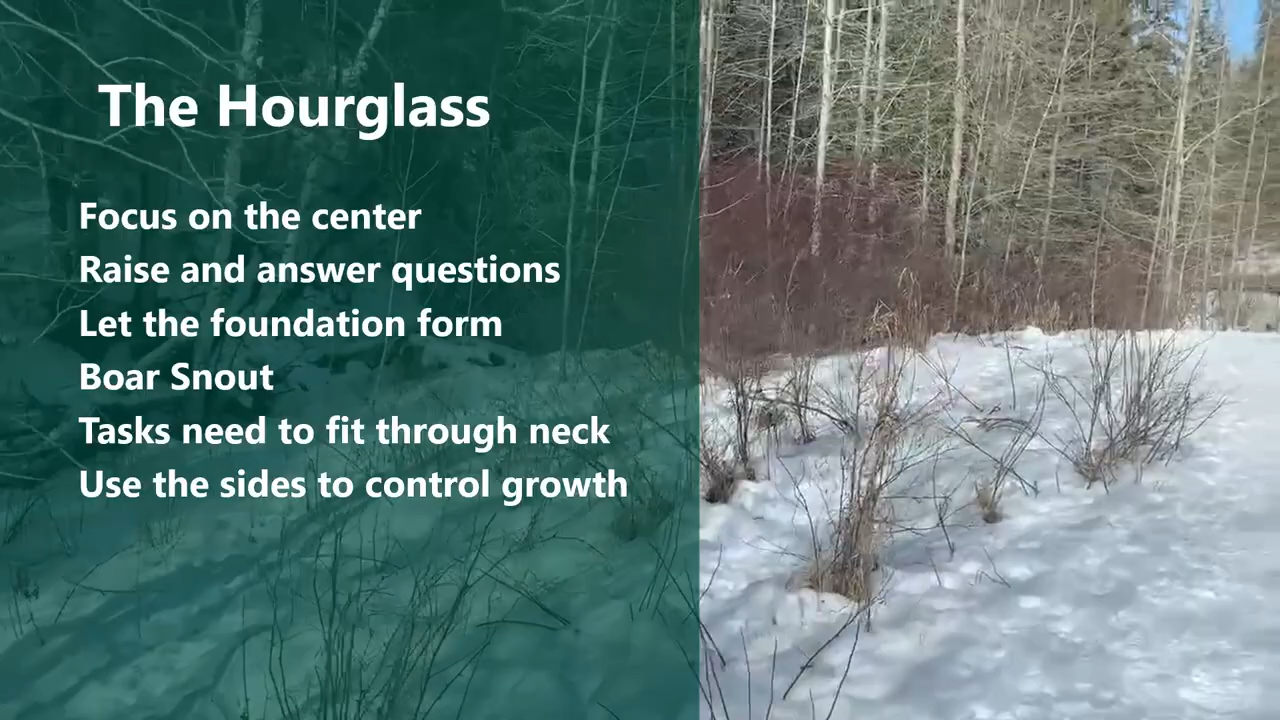 The Hourglass
Focus on the center
Raise and answer questions
Let the foundation form
Boar Snout
Tasks need to fit through neck
Use the sides to control growth